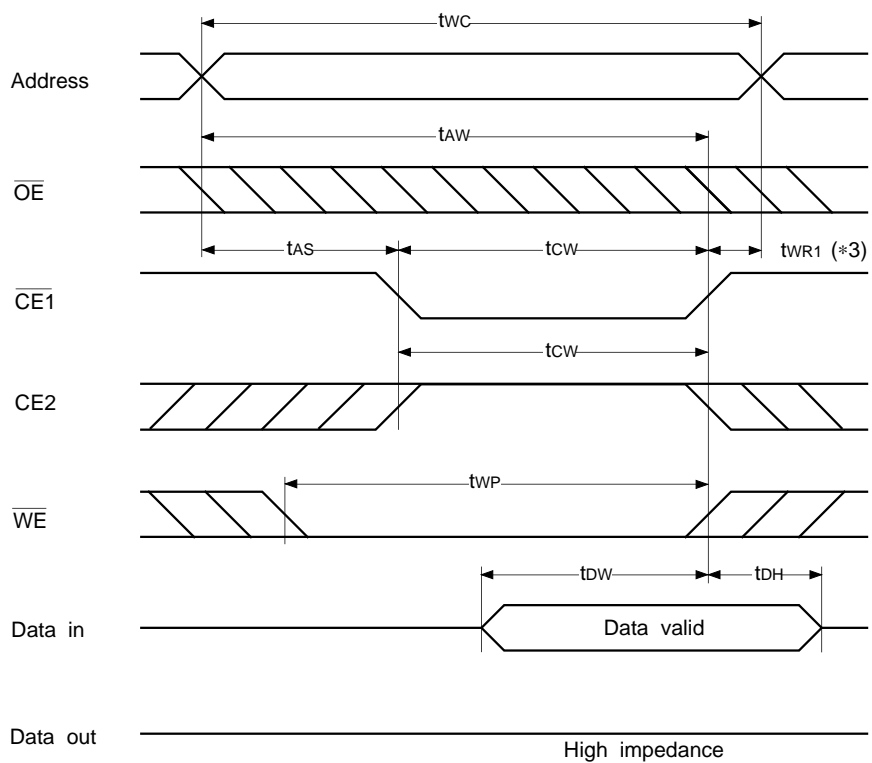 tWC
Address
tAW
OE
tAS tCW tWR1 (*3)
CE1
tCW
CE2
tWP
WE
tDW tDH
Data in Data valid
Data out
High impedance